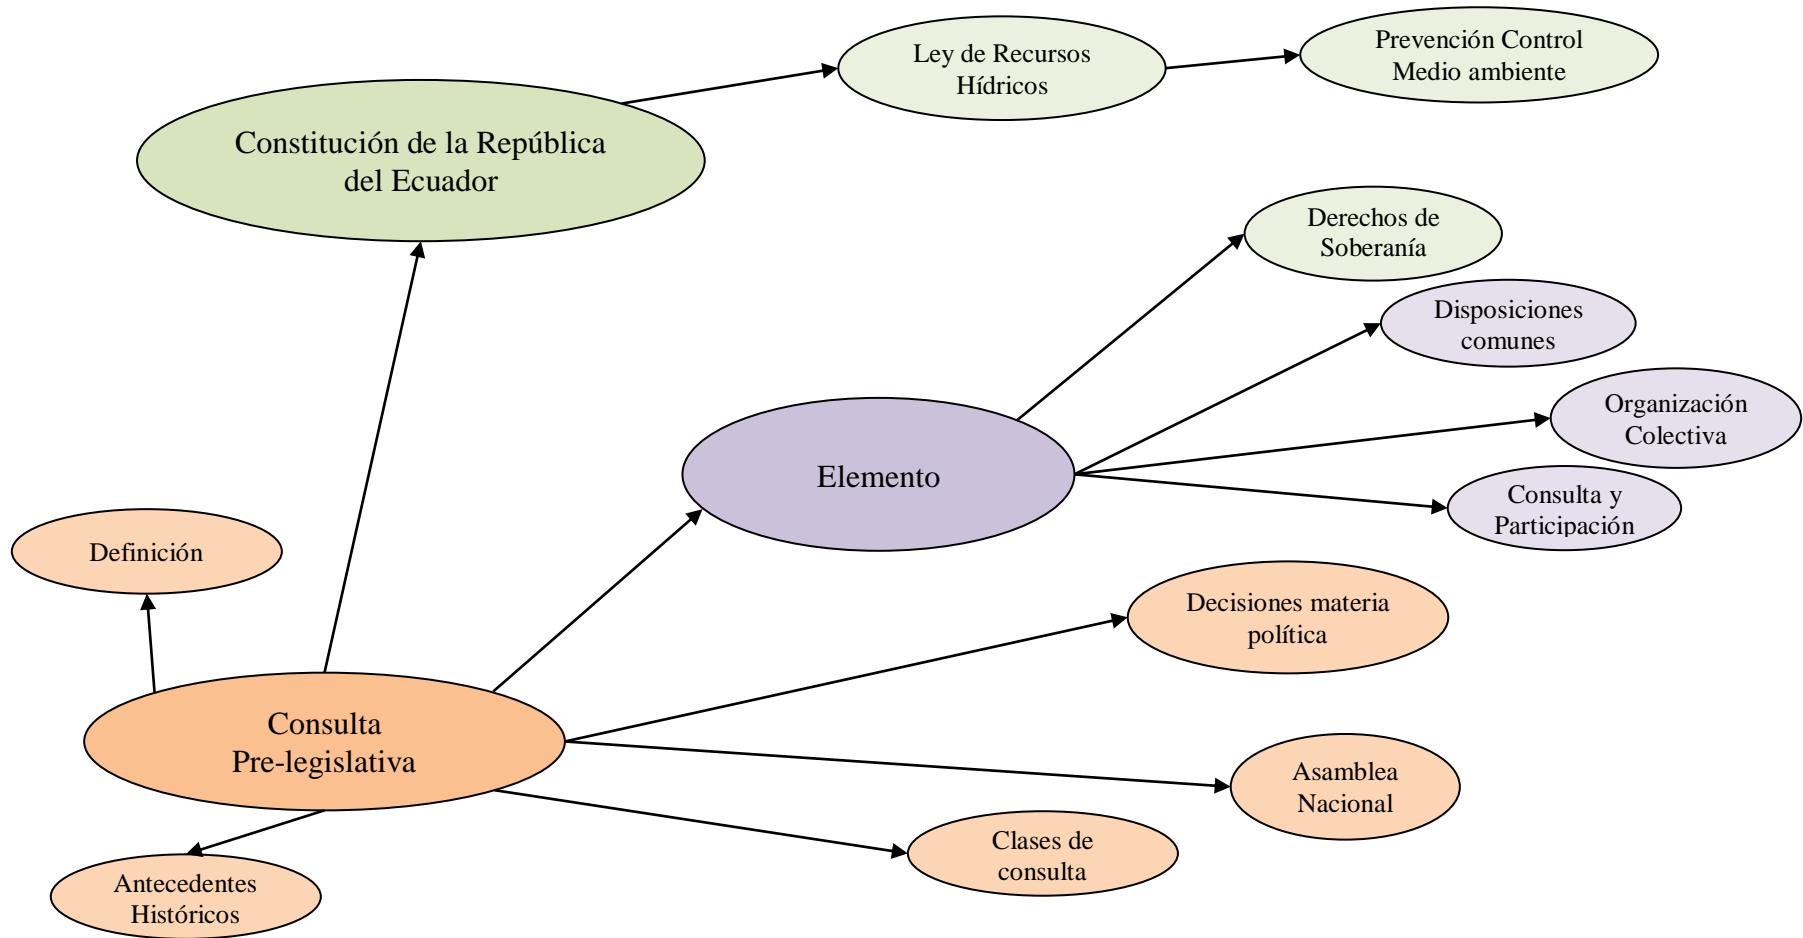 Ley de Recursos
Hídricos
Prevención Control
Medio ambiente
Constitución de la República
del Ecuador
Derechos de
Soberanía
Disposiciones
comunes
Organización
Colectiva
Elemento
Consulta y
Participación
Definición
Decisiones materia
política
Consulta
Pre-legislativa
Asamblea
Nacional
Clases de
consulta
Antecedentes
Históricos